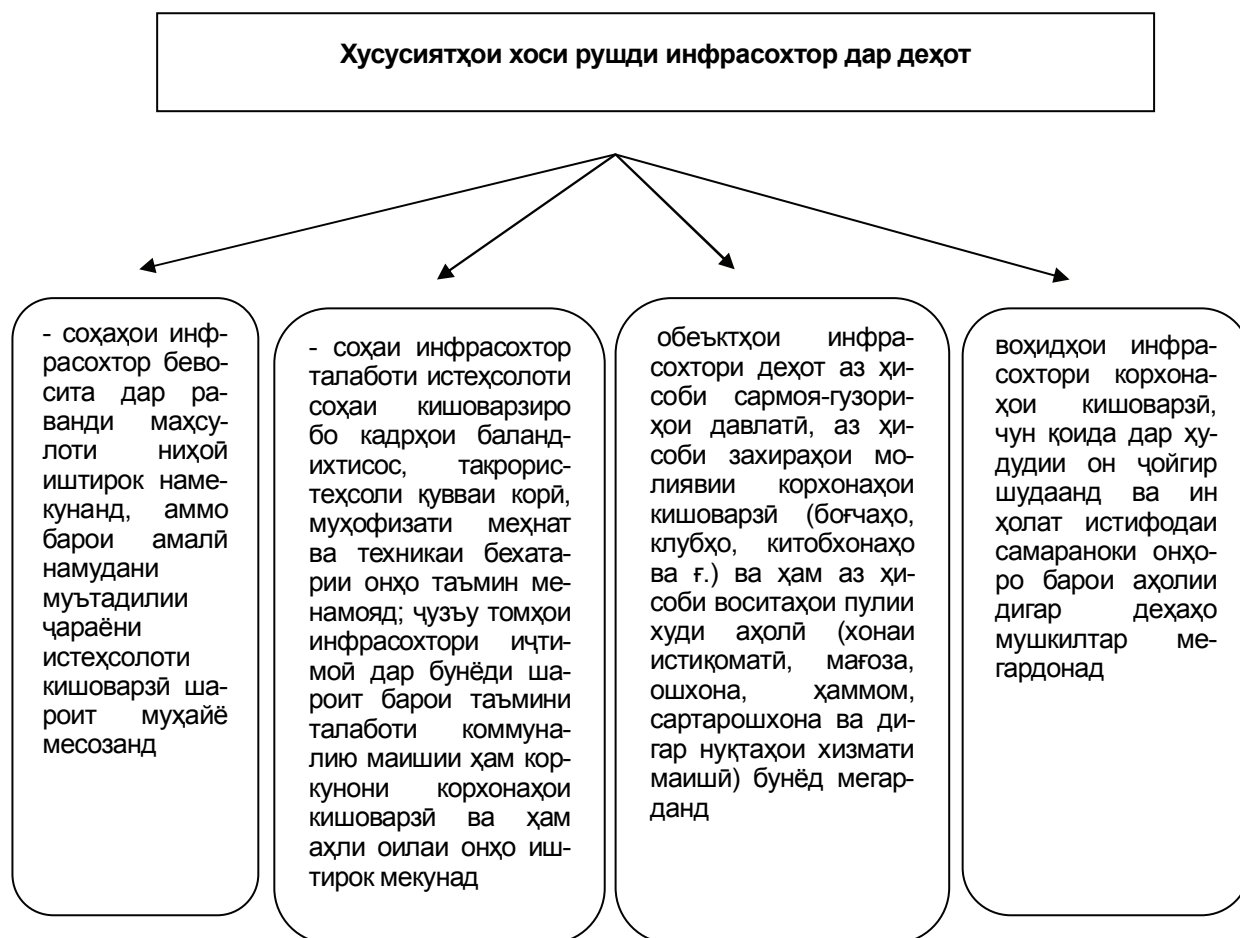 Хусусиятҳои хоси рушди инфрасохтор дар деҳот
- соҳаҳои инф-
расохтор бево-
сита дар ра-
ванди маҳсу-
лоти ниҳоӣ
иштирок наме-
кунанд, аммо
барои амалӣ
намудани
муътадилии
ҷараёни
истеҳсолоти
кишоварзӣ ша-
роит муҳайё
месозанд
- соҳаи инфрасохтор
талаботи истеҳсолоти
соҳаи кишоварзиро
бо кадрҳои баланд-
ихтисос, такрорис-
теҳсоли қувваи корӣ,
муҳофизати меҳнат
ва техникаи бехата-
рии онҳо таъмин ме-
намояд; ҷузъу томҳои
инфрасохтори иҷти-
моӣ дар бунёди ша-
роит барои таъмини
талаботи коммуна-
лию маишии ҳам кор-
кунони корхонаҳои
кишоварзӣ ва ҳам
аҳли оилаи онҳо иш-
тирок мекунад
обеъктҳои инфра-
сохтори деҳот аз ҳи-
соби сармоя-гузори-
ҳои давлатӣ, аз ҳи-
соби захираҳои мо-
лиявии корхонаҳои
кишоварзӣ (боғчаҳо,
клубҳо, китобхонаҳо
ва ғ.) ва ҳам аз ҳи-
соби воситаҳои пулии
худи аҳолӣ (хонаи
истиқоматӣ, мағоза,
ошхона, ҳаммом,
сартарошхона ва ди-
гар нуқтаҳои хизмати
маишӣ) бунёд мегар-
данд
воҳидҳои инфра-
сохтори корхона-
ҳои кишоварзӣ,
чун қоида дар ҳу-
дудии он ҷойгир
шудаанд ва ин
ҳолат истифодаи
самараноки онҳо-
ро барои аҳолии
дигар деҳаҳо
мушкилтар ме-
гардонад